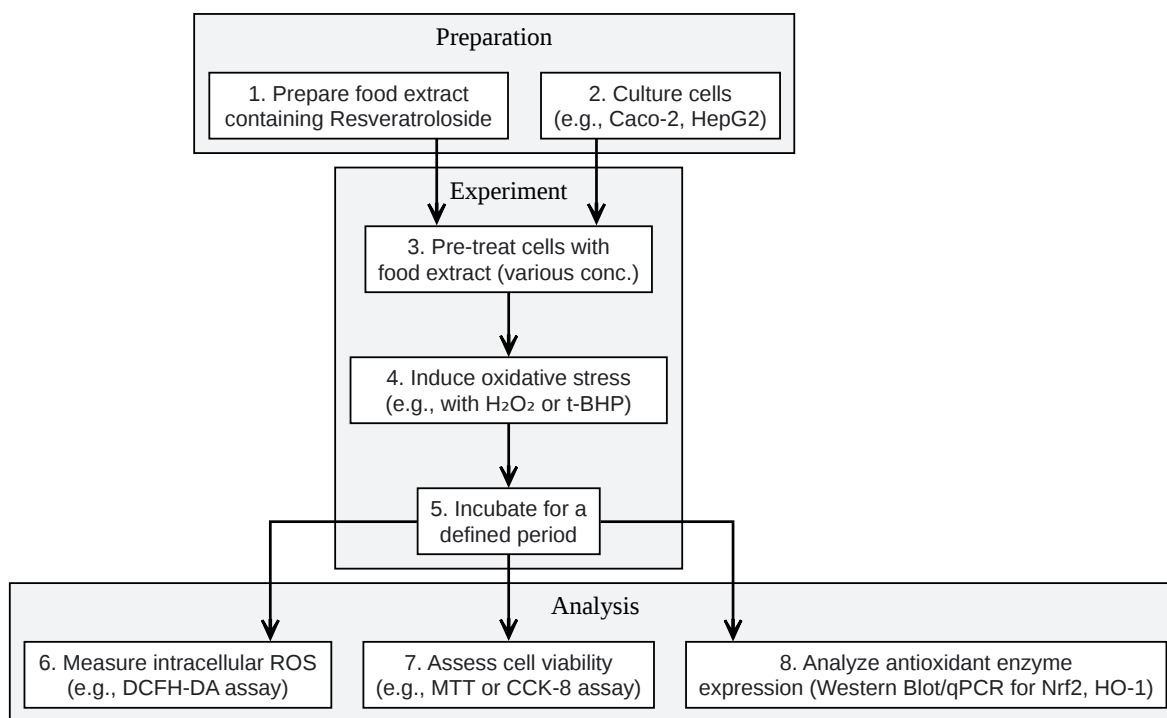 Preparation
1. Prepare food extract
containing Resveratroloside
2. Culture cells
(e.g., Caco-2, HepG2)
Experiment
3. Pre-treat cells with
food extract (various conc.)
4. Induce oxidative stress
(e.g., with H₂O₂ or t-BHP)
5. Incubate for a
defined period
Analysis
6. Measure intracellular ROS
(e.g., DCFH-DA assay)
7. Assess cell viability
(e.g., MTT or CCK-8 assay)
8. Analyze antioxidant enzyme
expression (Western Blot/qPCR for Nrf2, HO-1)